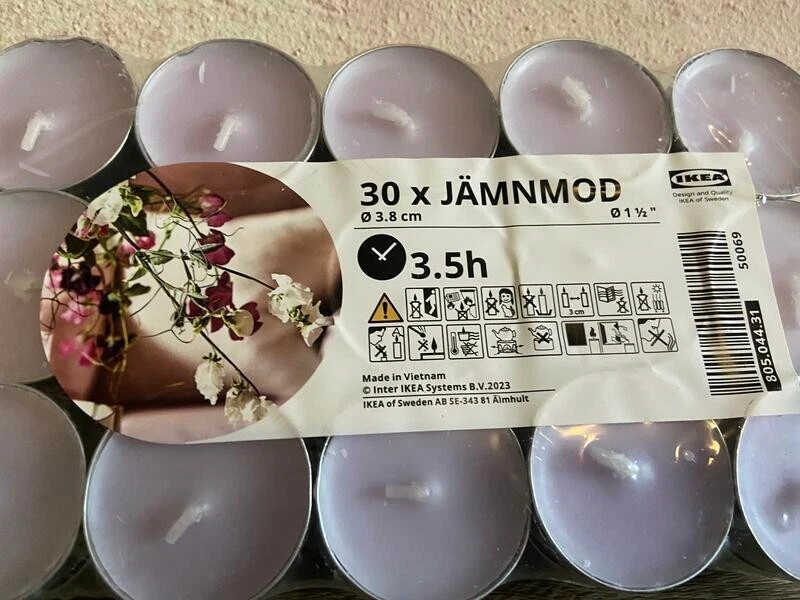 30 x JÄMNMOD
Ø 3.8 cm
Ø 1 ½ "
IKEA
Design and Quality
IKEA of Sweden
3.5h
3 cm
50069
805.044.31
Made in Vietnam
© Inter IKEA Systems B.V.2023
IKEA of Sweden AB SE-343 81 Älmhult